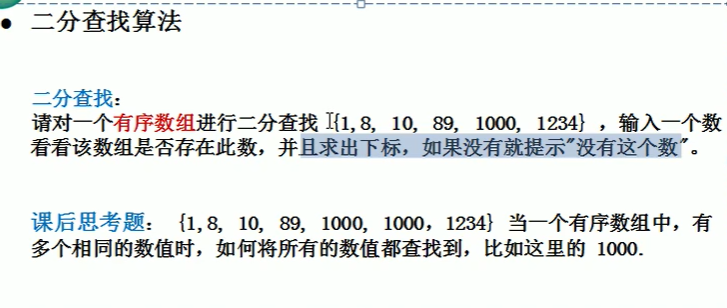 ● 二分查找算法
二分查找：
请对一个有序数组进行二分查找 {1,8, 10, 89, 1000, 1234} ，输入一个数
看看该数组是否存在此数，并且求出下标，如果没有就提示"没有这个数"。
课后思考题： {1,8, 10, 89, 1000, 1000，1234} 当一个有序数组中，有
多个相同的数值时，如何将所有的数值都查找到，比如这里的 1000.